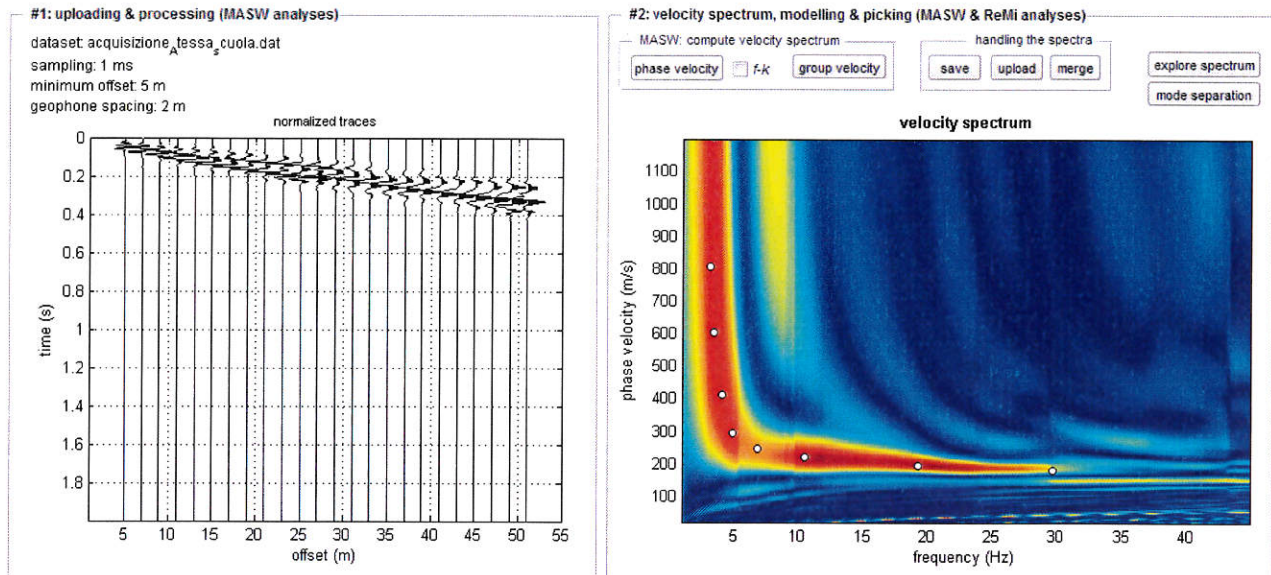 #1: uploading & processing (MASW analyses)
dataset: acquisizione_Atessa_scuola.dat
sampling: 1 ms
minimum offset: 5 m
geophone spacing: 2 m
normalized traces
0
0.2
0.4
0.6
0.8
1
1.2
1.4
1.6
1.8
time (s)
5 10 15 20 25 30 35 40 45 50 55
offset (m)
#2: velocity spectrum, modelling & picking (MASW & ReMi analyses)
MASW: compute velocity spectrum
handling the spectra
phase velocity f-k group velocity save upload merge explore spectrum
mode separation
velocity spectrum
1100
1000
900
800
700
600
500
400
300
200
100
phase velocity (m/s)
5 10 15 20 25 30 35 40
frequency (Hz)